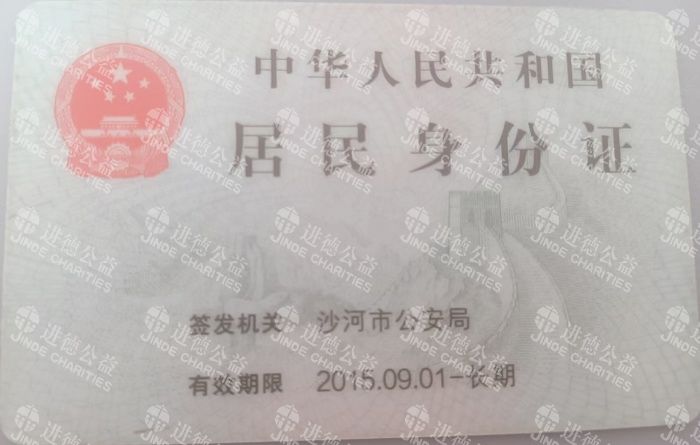 中华人民共和国
居民身份证
签发机关 沙河市公安局
有效期限 2015.09.01-长期
进德公益
JINDE CHARITIES